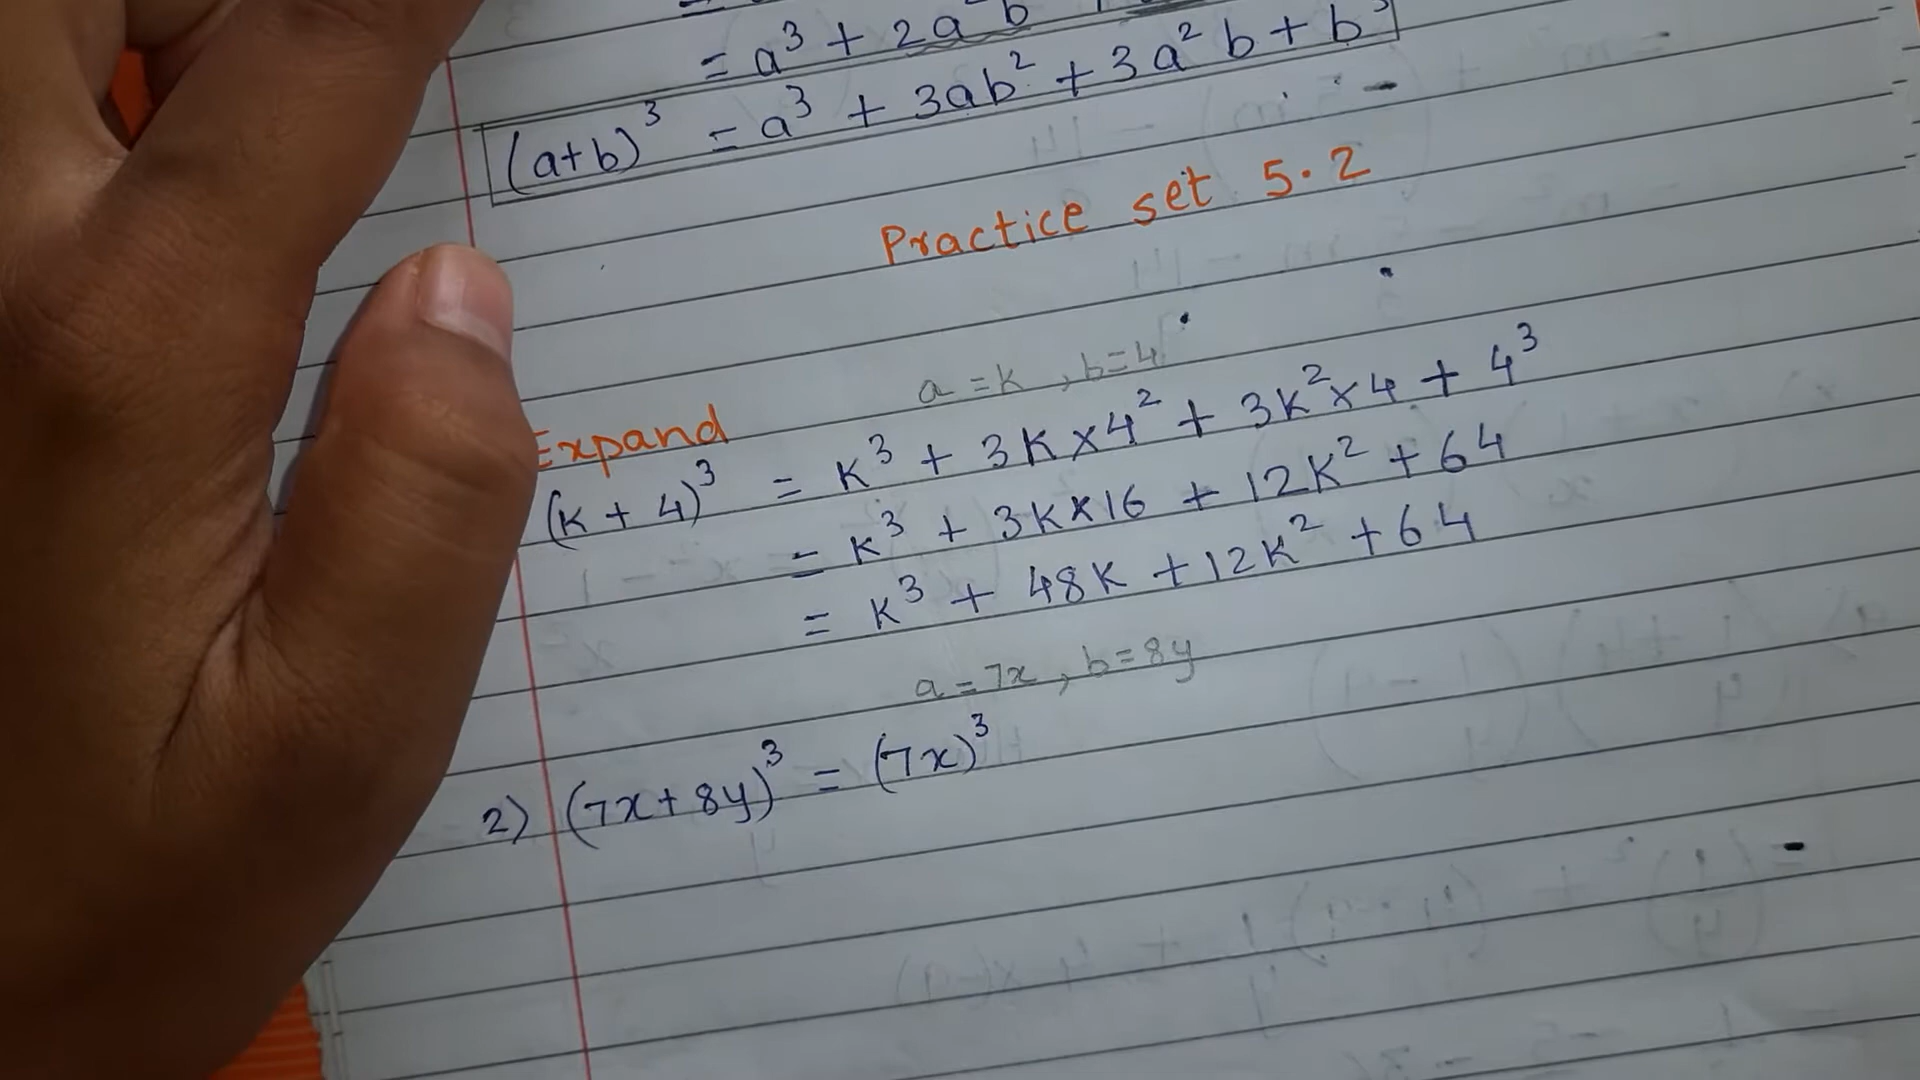 = a³ + 2a²b
(a+b)³ = a³ + 3ab² + 3a²b + b³
Practice set 5.2
a = k, b = 4
Expand
(k + 4)³ = k³ + 3k×4² + 3k²×4 + 4³
= k³ + 3k×16 + 12k² + 64
= k³ + 48k + 12k² + 64
a = 7x, b = 8y
2) (7x+8y)³ = (7x)³